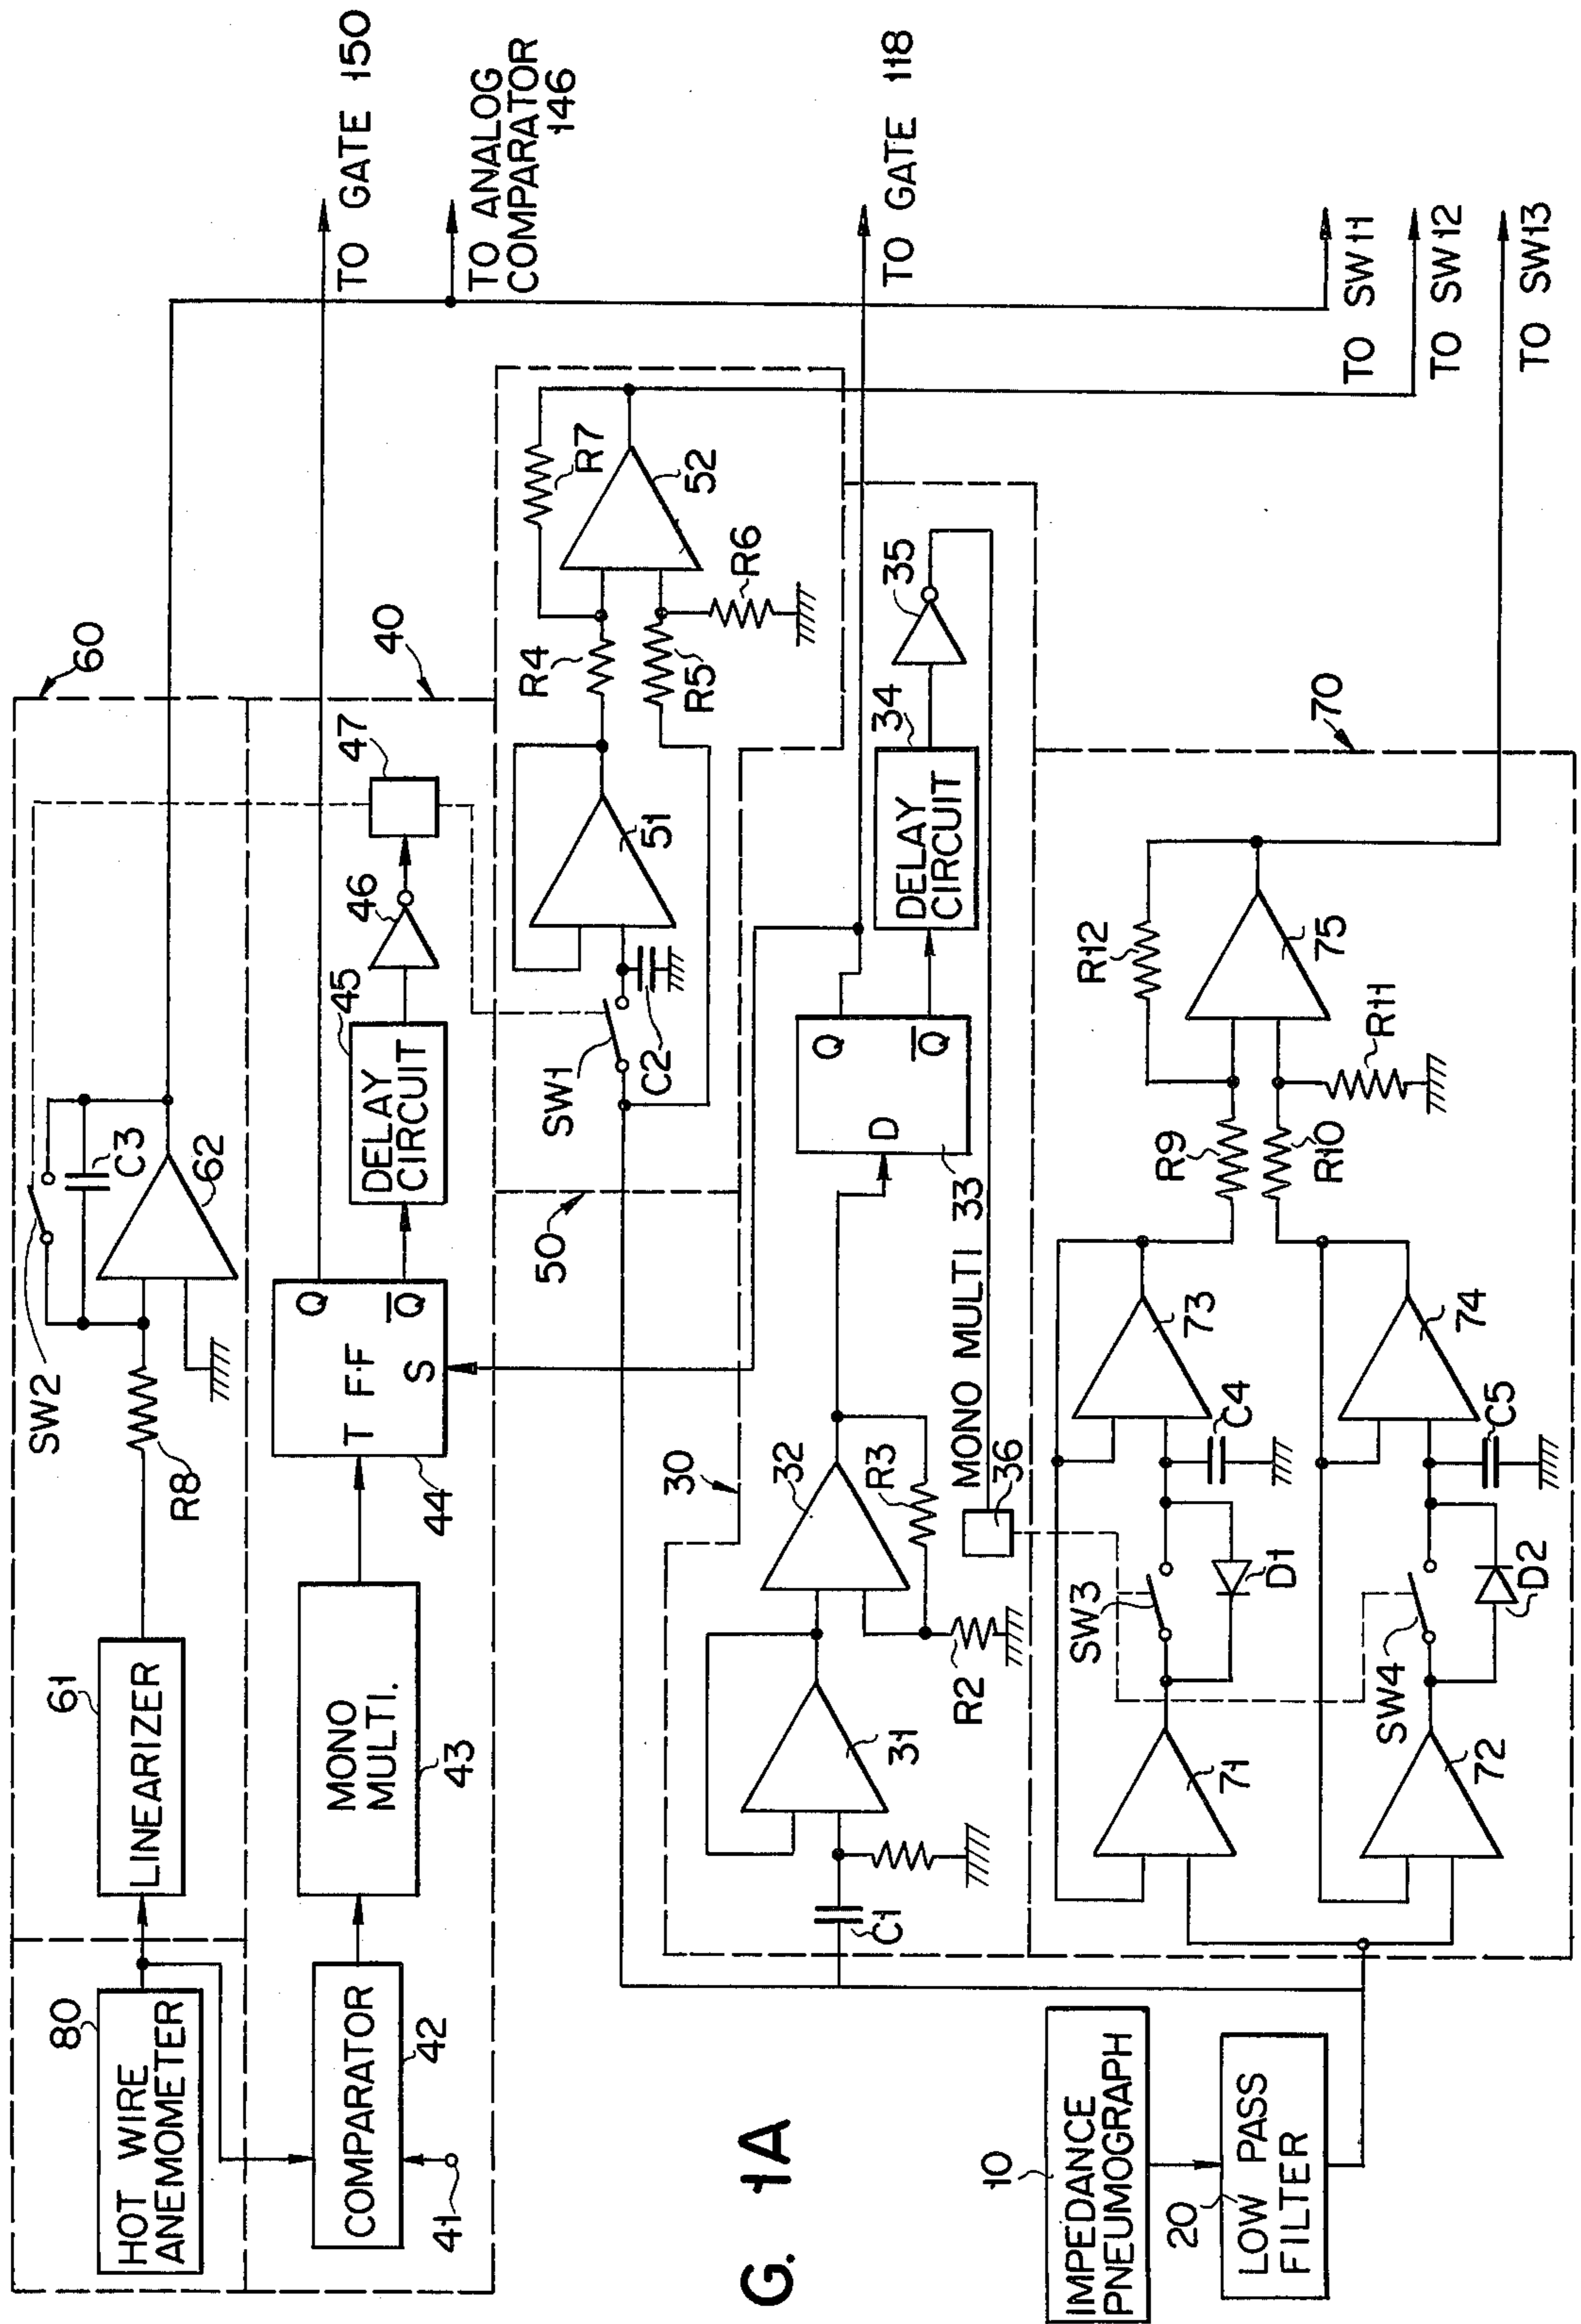 60
SW2
C3
62
R8
61
LINEARIZER
80
HOT WIRE
ANEMOMETER
TO GATE 150
TO ANALOG
COMPARATOR
146
40
47
46
45
DELAY
CIRCUIT
Q
T F·F
Q
S
44
MONO
MULTI.
43
COMPARATOR
42
41
R7
52
R4
R5
R6
51
SW1
C2
50
TO GATE 118
35
34
DELAY
CIRCUIT
Q
D
Q
MONO MULTI 33
30
32
R3
36
R2
31
C1
TO SW11
TO SW12
TO SW13
70
R12
75
R9
R10
R11
73
74
C4
C5
SW3
D1
SW4
D2
71
72
G. 1A
10
IMPEDANCE
PNEUMOGRAPH
20
LOW PASS
FILTER